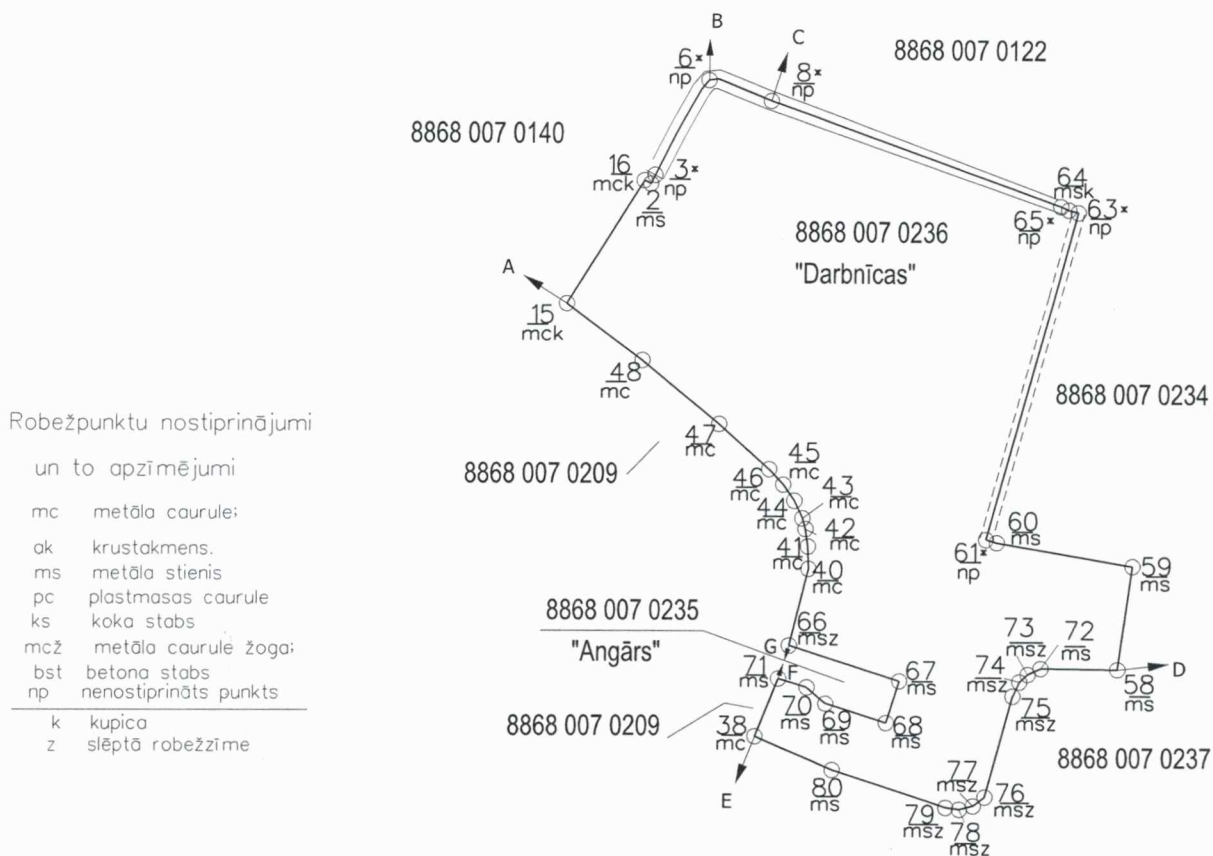 B
C
8868 007 0122
6*
np
8*
np
8868 007 0140
16
mck
3*
np
2
ms
64
msk
65*
np
63*
np
8868 007 0236
"Darbnīcas"
A
15
mck
48
mc
8868 007 0234
47
mc
8868 007 0209
45
mc
46
mc
43
mc
44
mc
42
mc
41
mc
40
mc
60
ms
61*
np
59
ms
8868 007 0235
"Angārs"
66
msz
G
F
71
ms
67
ms
70
ms
69
ms
68
ms
8868 007 0209
38
mc
E
80
ms
73
msz
72
ms
74
msz
75
msz
D
58
ms
8868 007 0237
77
msz
76
msz
79
msz
78
msz
Robežpunktu nostiprinājumi
un to apzīmējumi
mc metāla caurule;
ak krustakmens.
ms metāla stienis
pc plastmasas caurule
ks koka stabs
mcž metāla caurule žoga;
bst betona stabs
np nenostiprināts punkts
k kupica
z slēptā robežzīme